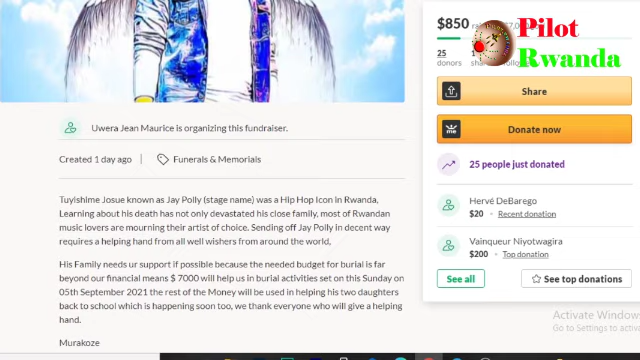 $850
Pilot
Rwanda
25
donors
Share
Donate now
25 people just donated
Hervé DeBarego
$20 • Recent donation
Vainqueur Niyotwagira
$200 • Top donation
See all
See top donations
Uwera Jean Maurice is organizing this fundraiser.
Created 1 day ago | Funerals & Memorials
Tuyishime Josue known as Jay Polly (stage name) was a Hip Hop Icon in Rwanda,
Learning about his death has not only devastated his close family, most of Rwandan
music lovers are mourning their artist of choice. Sending off Jay Polly in decent way
requires a helping hand from all well wishers from around the world,
His Family needs ur support if possible because the needed budget for burial is far
beyond our financial means $ 7000 will help us in burial activities set on this Sunday on
05th September 2021 the rest of the Money will be used in helping his two daughters
back to school which is happening soon too, we thank everyone who will give a helping
hand.
Murakoze
Activate Windows
Go to Settings to activa